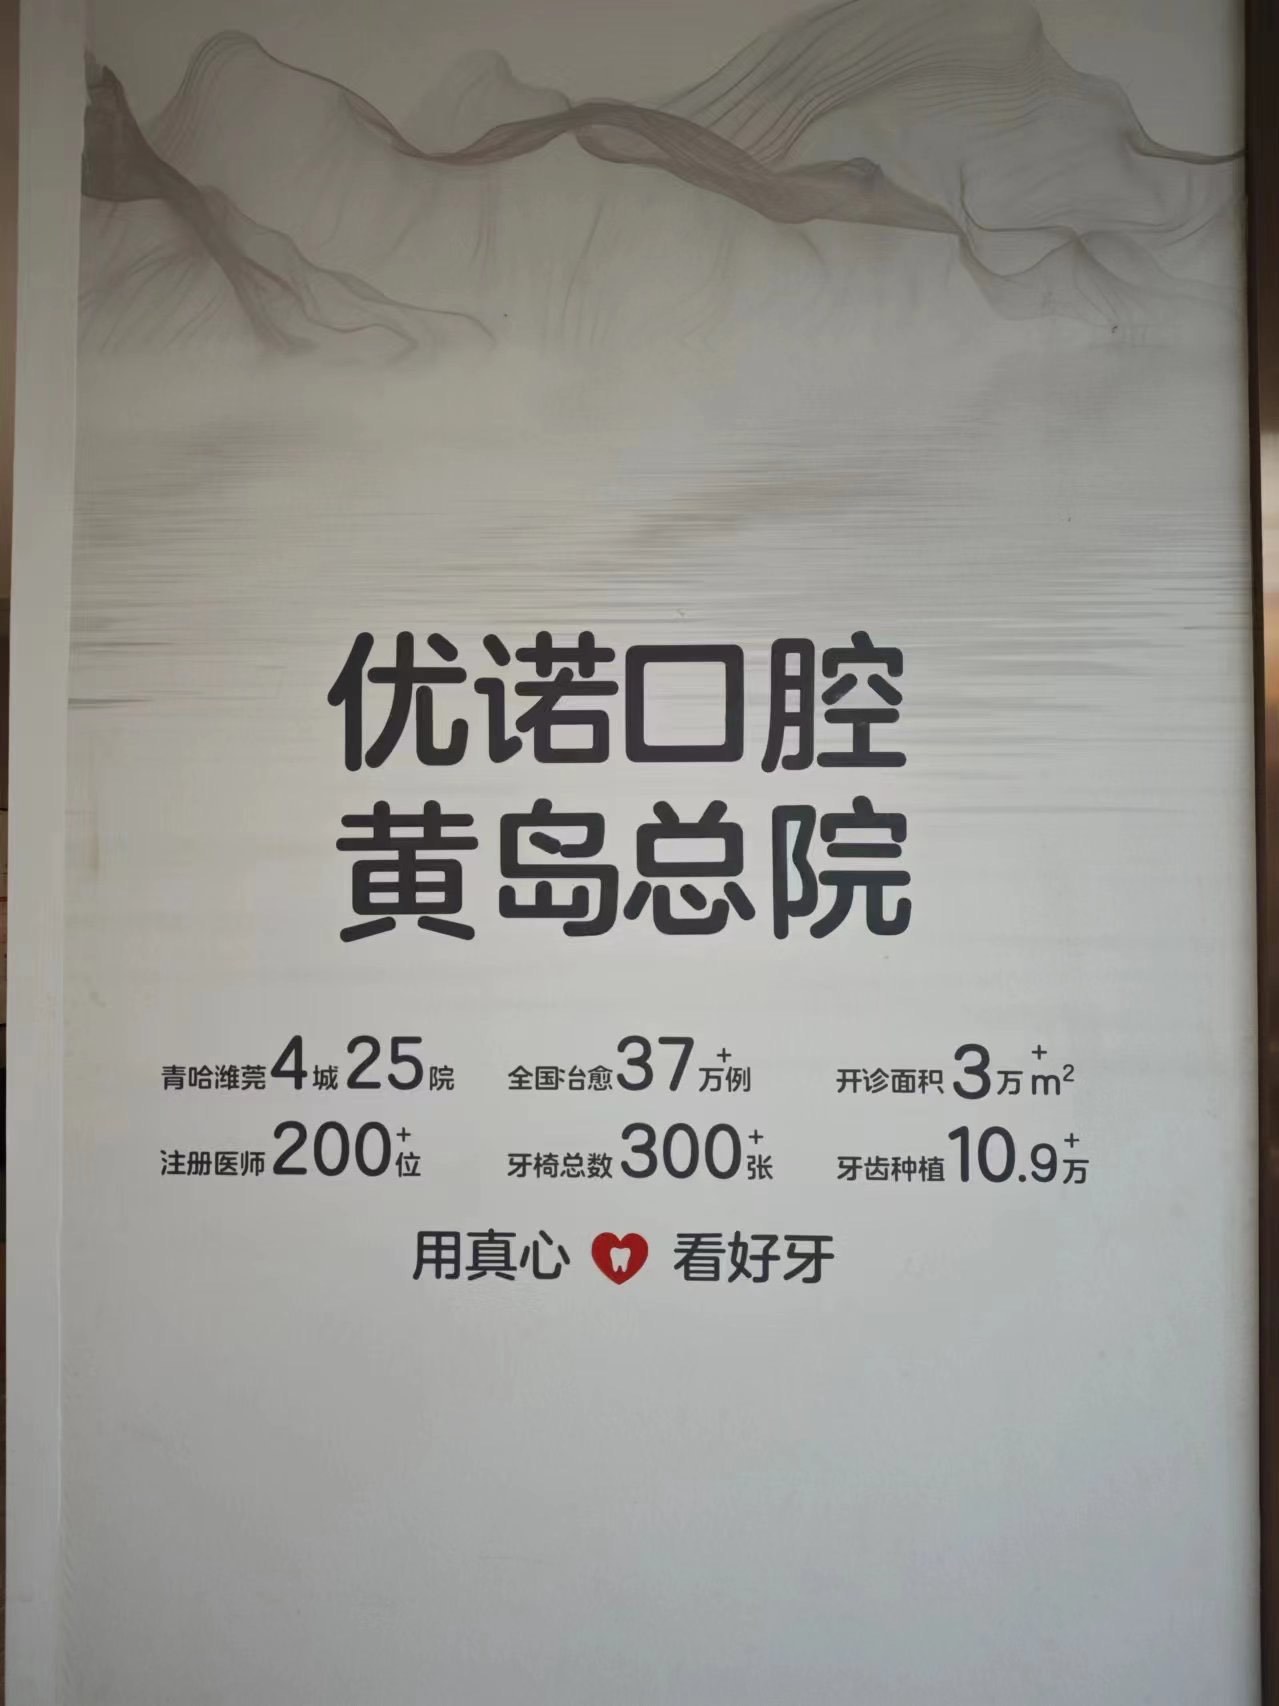 优诺口腔
黄岛总院
青哈潍莞4城25院 全国治愈37万+例 开诊面积3万+m²
注册医师200+位 牙椅总数300+张 牙齿种植10.9+万
用真心 看好牙